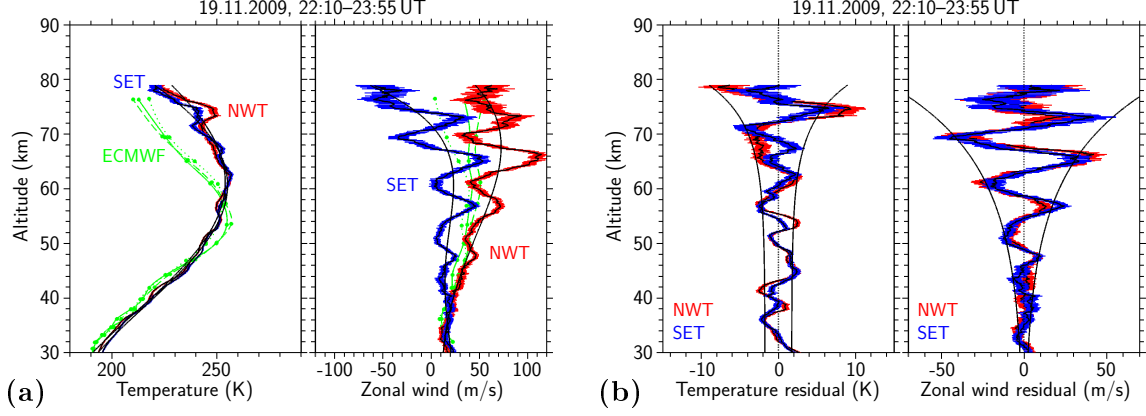 19.11.2009, 22:10–23:55 UT
19.11.2009, 22:10–23:55 UT
90
80
70
60
50
40
30
Altitude (km)
SET
NWT
ECMWF
200
250
Temperature (K)
SET
NWT
-100
-50
0
50
100
Zonal wind (m/s)
(a)
90
80
70
60
50
40
30
Altitude (km)
NWT
SET
−10
0
10
Temperature residual (K)
NWT
SET
−50
0
50
Zonal wind residual (m/s)
(b)